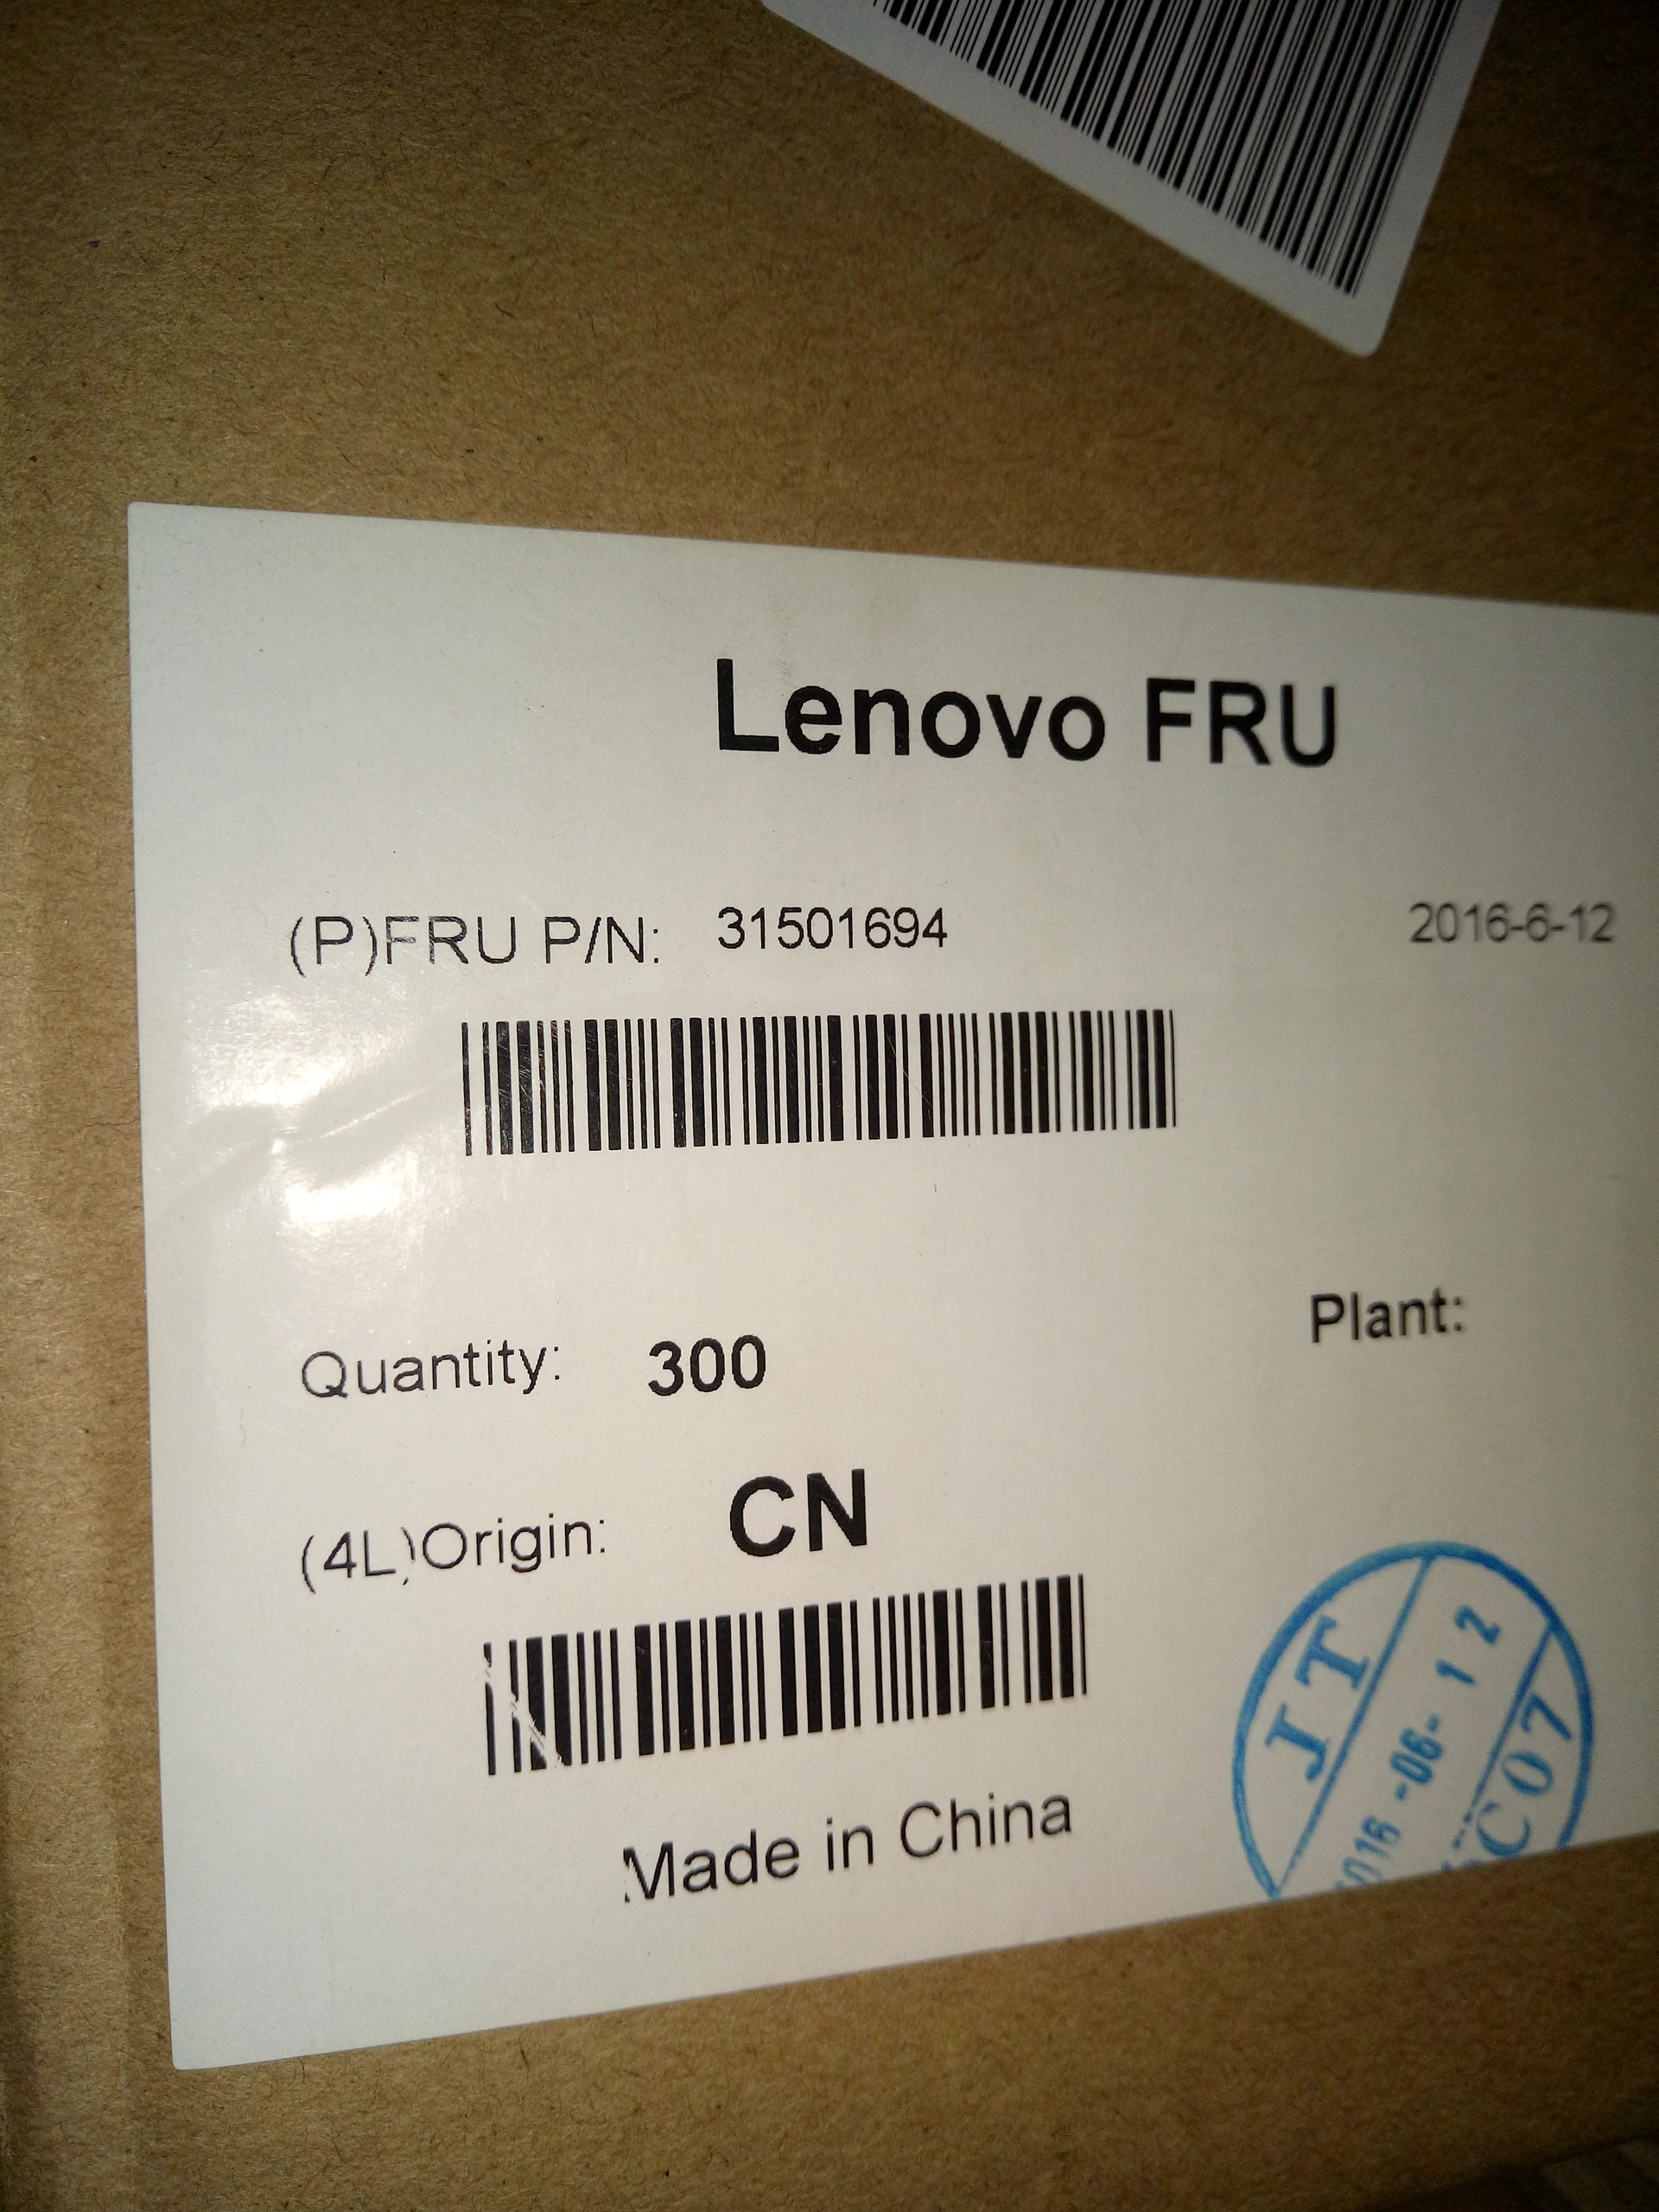 Lenovo FRU
(P)FRU P/N: 31501694 2016-6-12
Quantity: 300 Plant:
(4L)Origin: CN
Made in China
JT
-06-12
C07